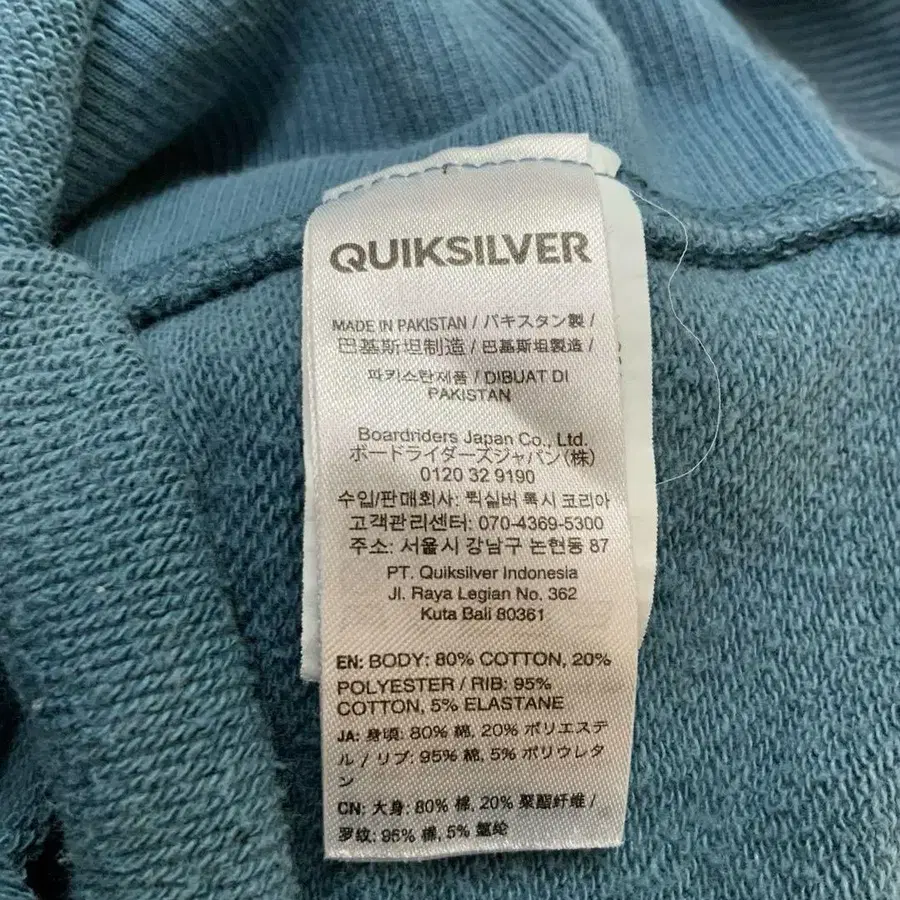 QUIKSILVER
MADE IN PAKISTAN / パキスタン製 /
巴基斯坦制造 / 巴基斯坦製造 /
파키스탄제품 / DIBUAT DI
PAKISTAN
Boardriders Japan Co., Ltd.
ボードライダーズジャパン(株)
0120 32 9190
수입/판매회사: 퀵실버 록시 코리아
고객관리센터: 070-4369-5300
주소: 서울시 강남구 논현동 87
PT. Quiksilver Indonesia
Jl. Raya Legian No. 362
Kuta Bali 80361
EN: BODY: 80% COTTON, 20%
POLYESTER / RIB: 95%
COTTON, 5% ELASTANE
JA: 身頃: 80% 綿, 20% ポリエステ
ル / リブ: 95% 綿, 5% ポリウレタ
ン
CN: 大身: 80% 棉, 20% 聚酯纤维 /
罗纹: 95% 棉, 5% 氨纶